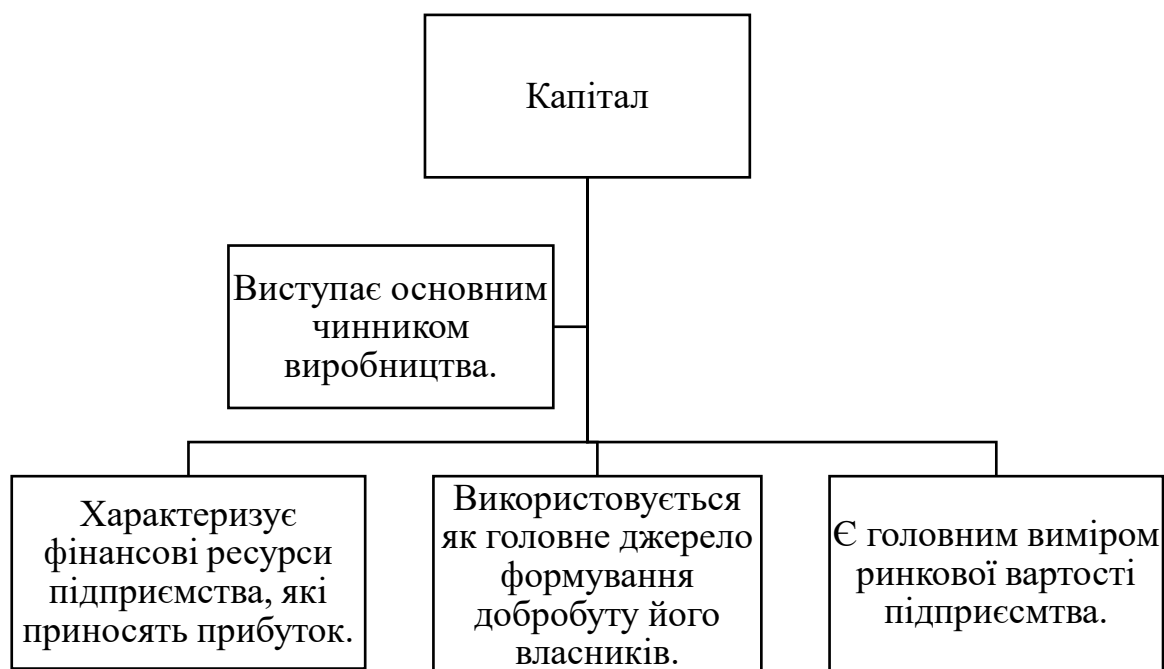 Капітал
Виступає основним
чинником
виробництва.
Характеризує
фінансові ресурси
підприємства, які
приносять прибуток.
Використовується
як головне джерело
формування
добробуту його
власників.
Є головним виміром
ринкової вартості
підприєсмтва.